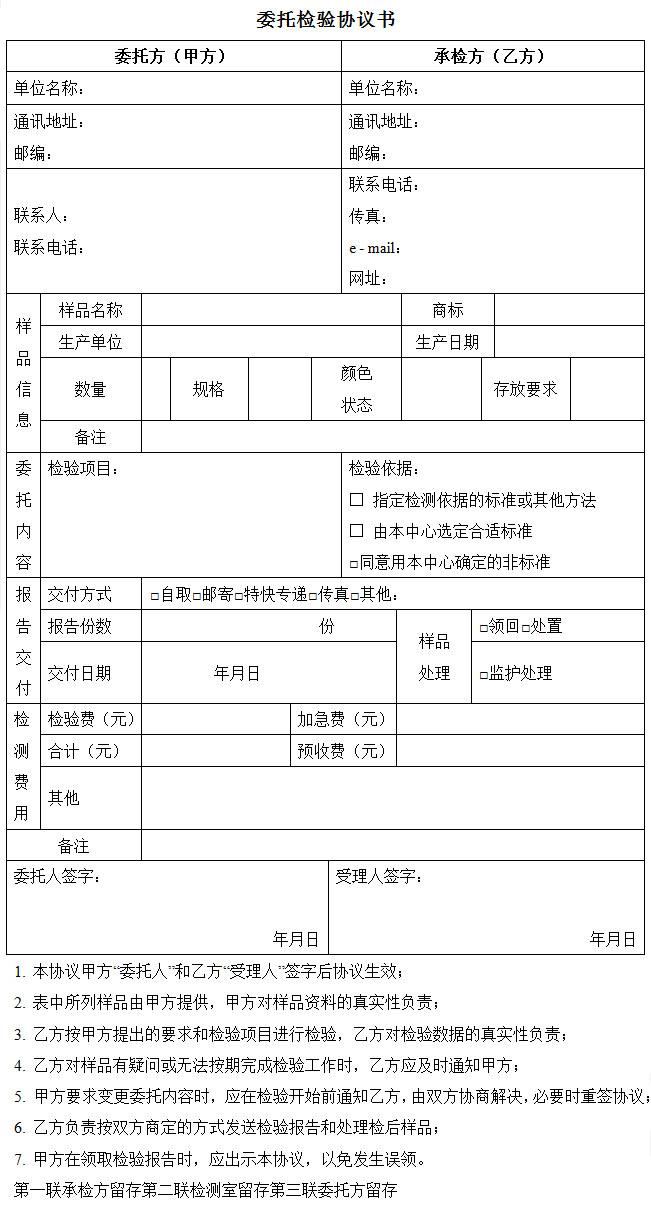 委托检验协议书
委托方（甲方） 承检方（乙方）
单位名称： 单位名称：
通讯地址： 通讯地址：
邮编： 邮编：
联系人：
联系电话：
联系电话：
传真：
e - mail：
网址：
样品信息
样品名称 商标
生产单位 生产日期
数量 规格 颜色状态 存放要求
备注
委托内容
检验项目： 检验依据：
□ 指定检测依据的标准或其他方法
□ 由本中心选定合适标准
□同意用本中心确定的非标准
报告交付
交付方式 □自取□邮寄□特快专递□传真□其他：
报告份数 份 样品处理 □领回□处置
交付日期 年月日 □监护处理
检测费用
检验费（元） 加急费（元）
合计（元） 预收费（元）
其他
备注
委托人签字： 受理人签字：
年月日 年月日
1. 本协议甲方“委托人”和乙方“受理人”签字后协议生效；
2. 表中所列样品由甲方提供，甲方对样品资料的真实性负责；
3. 乙方按甲方提出的要求和检验项目进行检验，乙方对检验数据的真实性负责；
4. 乙方对样品有疑问或无法按期完成检验工作时，乙方应及时通知甲方；
5. 甲方要求变更委托内容时，应在检验开始前通知乙方，由双方协商解决，必要时重签协议；
6. 乙方负责按双方商定的方式发送检验报告和处理检后样品；
7. 甲方在领取检验报告时，应出示本协议，以免发生误领。
第一联承检方留存第二联检测室留存第三联委托方留存